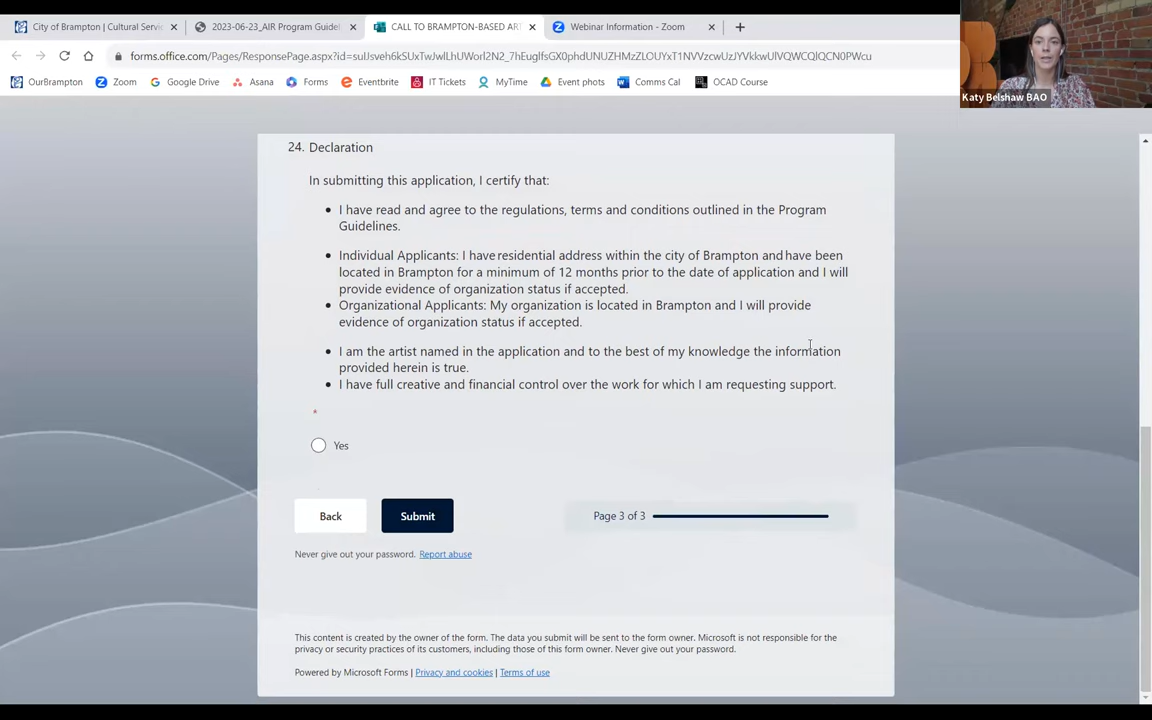 City of Brampton | Cultural Servic
2023-06-23_AIR Program Guidel
CALL TO BRAMPTON-BASED ART
Webinar Information - Zoom
forms.office.com/Pages/ResponsePage.aspx?
OurBrampton
Zoom
Google Drive
Asana
Forms
Eventbrite
IT Tickets
MyTime
Event photos
Comms Cal
OCAD Course
Katy Belshaw BAO
24. Declaration
In submitting this application, I certify that:
I have read and agree to the regulations, terms and conditions outlined in the Program
Guidelines.
Individual Applicants: I have residential address within the city of Brampton and have been
located in Brampton for a minimum of 12 months prior to the date of application and I will
provide evidence of organization status if accepted.
Organizational Applicants: My organization is located in Brampton and I will provide
evidence of organization status if accepted.
I am the artist named in the application and to the best of my knowledge the information
provided herein is true.
I have full creative and financial control over the work for which I am requesting support.
*
Yes
Back
Submit
Page 3 of 3
Never give out your password. Report abuse
This content is created by the owner of the form. The data you submit will be sent to the form owner. Microsoft is not responsible for the
privacy or security practices of its customers, including those of this form owner. Never give out your password.
Powered by Microsoft Forms | Privacy and cookies | Terms of use